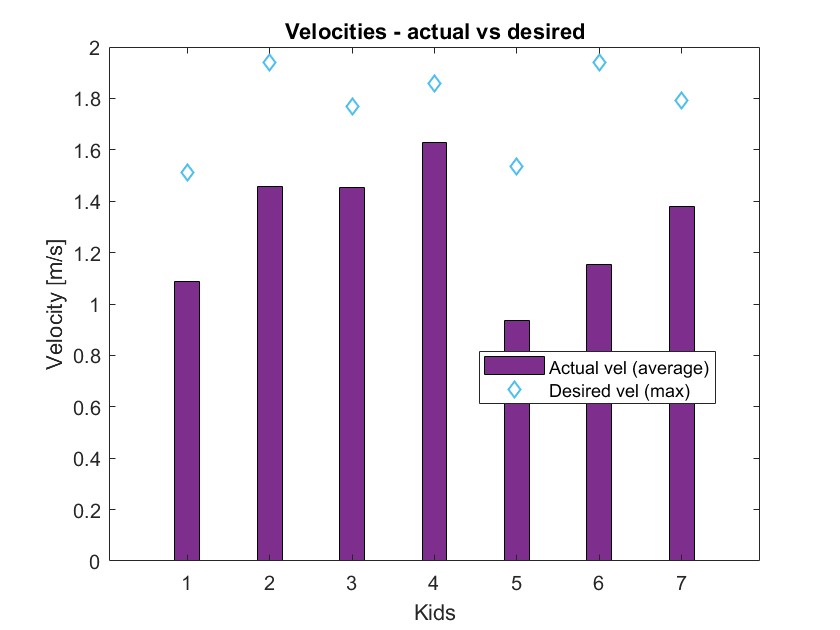 Velocities - actual vs desired
2
1.8
1.6
1.4
1.2
1
0.8
0.6
0.4
0.2
0
Velocity [m/s]
Actual vel (average)
Desired vel (max)
1 2 3 4 5 6 7
Kids